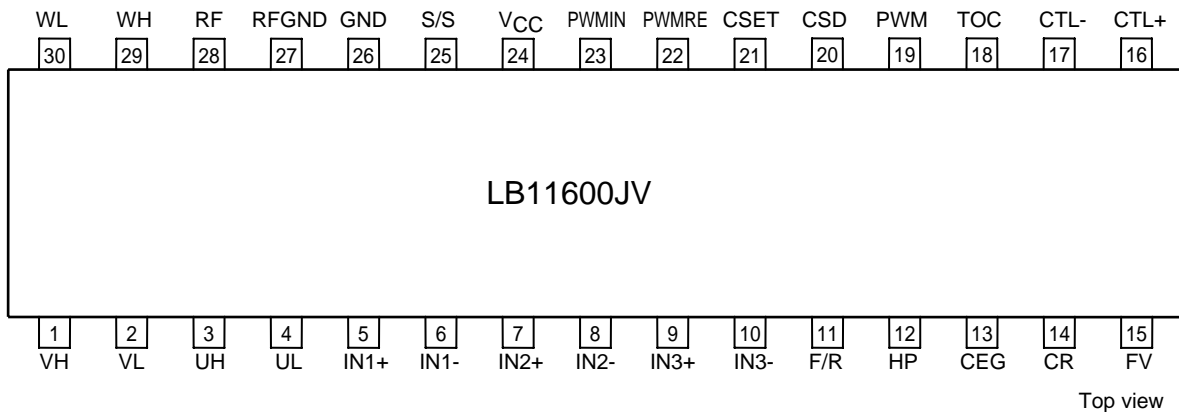 WL WH RF RFGND GND S/S VCC PWMIN PWMRE CSET CSD PWM TOC CTL- CTL+
30 29 28 27 26 25 24 23 22 21 20 19 18 17 16
LB11600JV
1 2 3 4 5 6 7 8 9 10 11 12 13 14 15
VH VL UH UL IN1+ IN1- IN2+ IN2- IN3+ IN3- F/R HP CEG CR FV
Top view